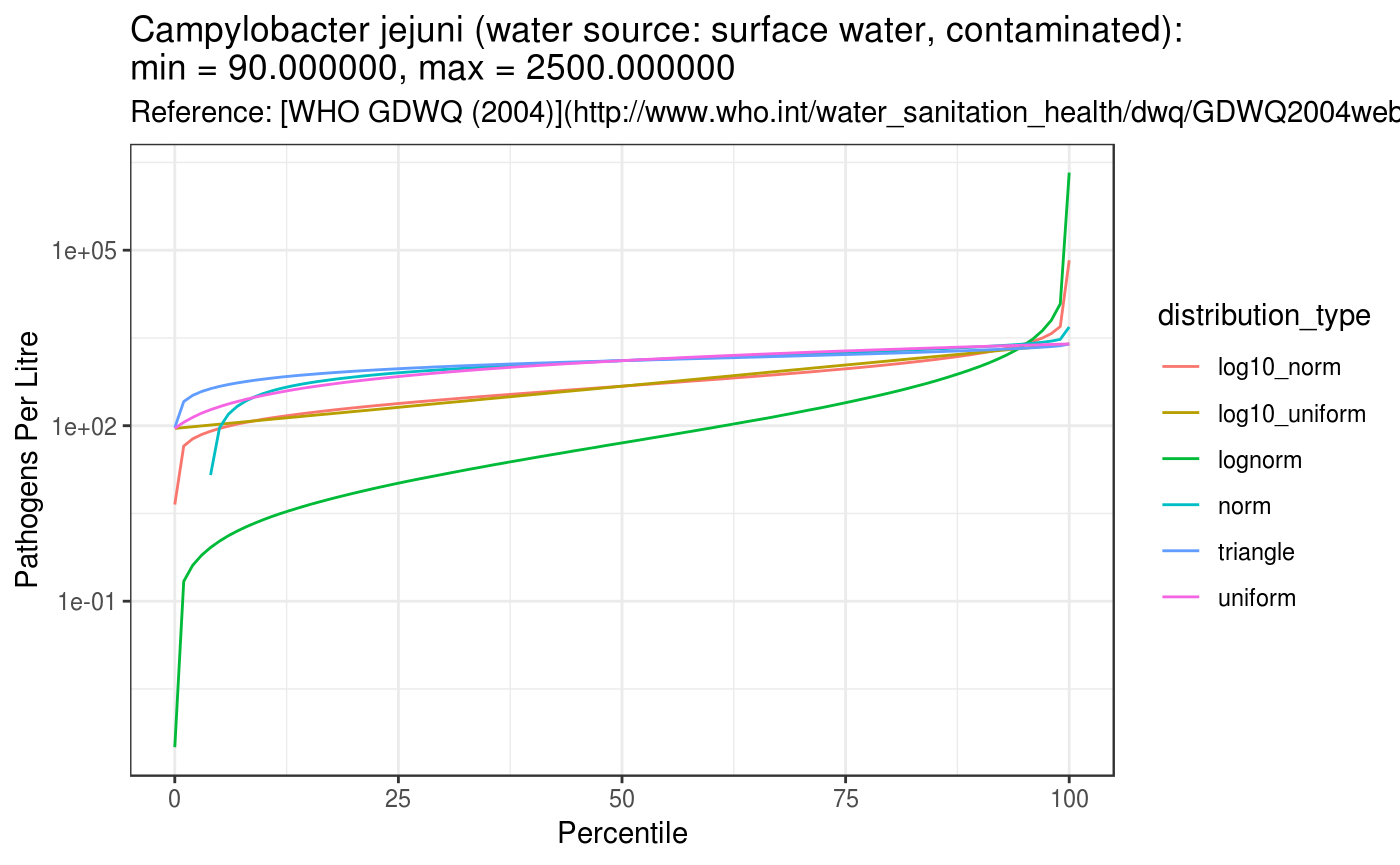 Campylobacter jejuni (water source: surface water, contaminated):
min = 90.000000, max = 2500.000000
Reference: [WHO GDWQ (2004)](http://www.who.int/water_sanitation_health/dwq/GDWQ2004web
1e+05
1e+02
1e-01
Pathogens Per Litre
0 25 50 75 100
Percentile
distribution_type
log10_norm
log10_uniform
lognorm
norm
triangle
uniform